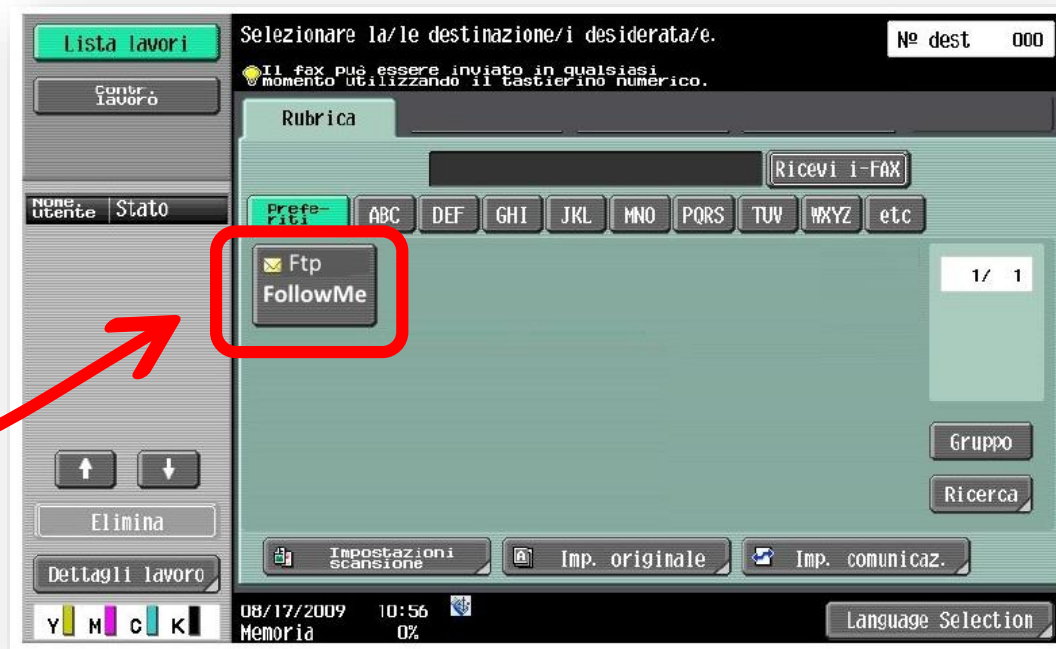 Lista lavori
Contr.
lavoro
Nome.
utente Stato
Elimina
Dettagli lavoro
Y M C K
Selezionare la/le destinazione/i desiderata/e.
Nº dest 000
Il fax può essere inviato in qualsiasi
momento utilizzando il tastierino numerico.
Rubrica
Ricevi i-FAX
Prefe-
riti ABC DEF GHI JKL MNO PQRS TUV WXYZ etc
Ftp
FollowMe
1/ 1
Gruppo
Ricerca
Impostazioni
scansione
Imp. originale
Imp. comunicaz.
08/17/2009 10:56
Memoria 0%
Language Selection